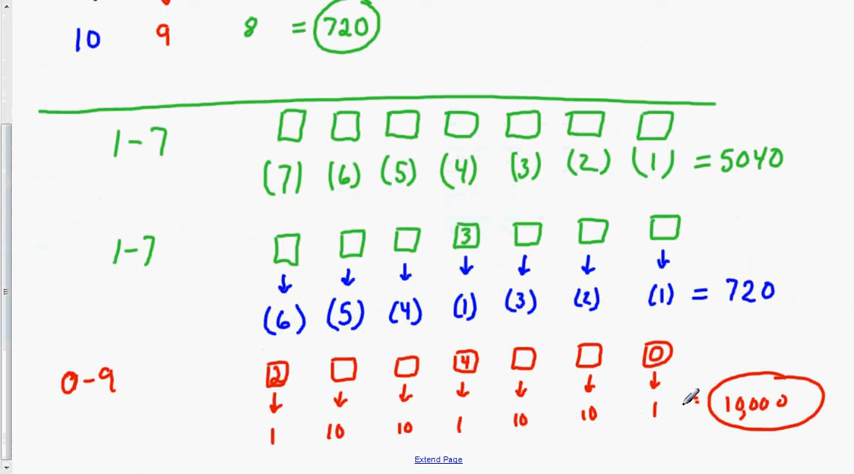 10 9 8 = 720
1-7
(7) (6) (5) (4) (3) (2) (1) = 5040
1-7 3
(6) (5) (4) (1) (3) (2) (1) = 720
0-9 2 4 0
1 10 10 1 10 10 1 = 10,000
Extend Page